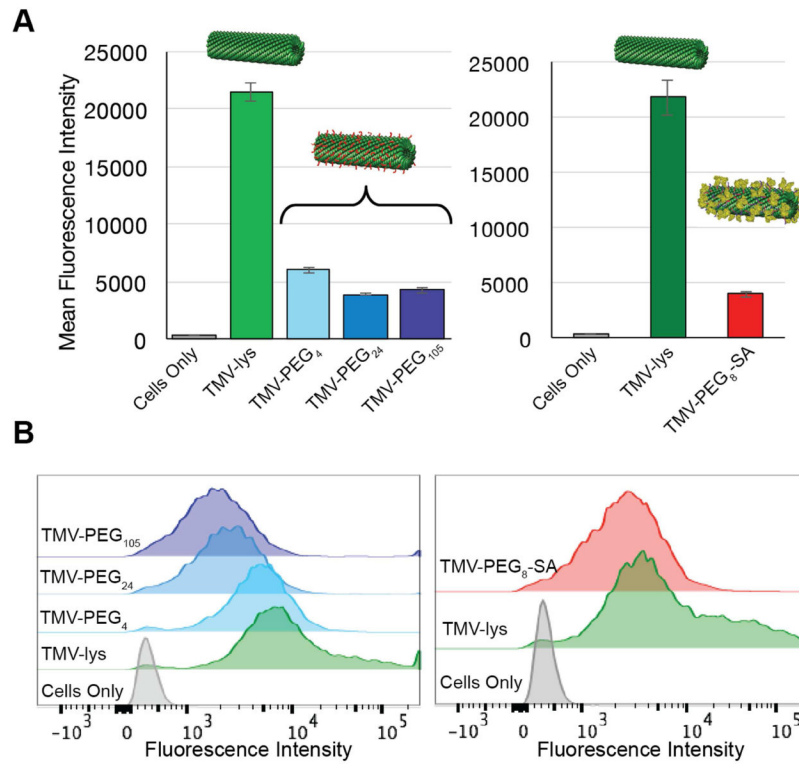 A
Mean Fluorescence Intensity
25000
20000
15000
10000
5000
0
Cells Only
TMV-lys
TMV-PEG4
TMV-PEG24
TMV-PEG105
25000
20000
15000
10000
5000
0
Cells Only
TMV-lys
TMV-PEG8-SA
B
TMV-PEG105
TMV-PEG24
TMV-PEG4
TMV-lys
Cells Only
-10³ 0 10³ 10⁴ 10⁵
Fluorescence Intensity
TMV-PEG8-SA
TMV-lys
Cells Only
-10³ 0 10³ 10⁴ 10⁵
Fluorescence Intensity